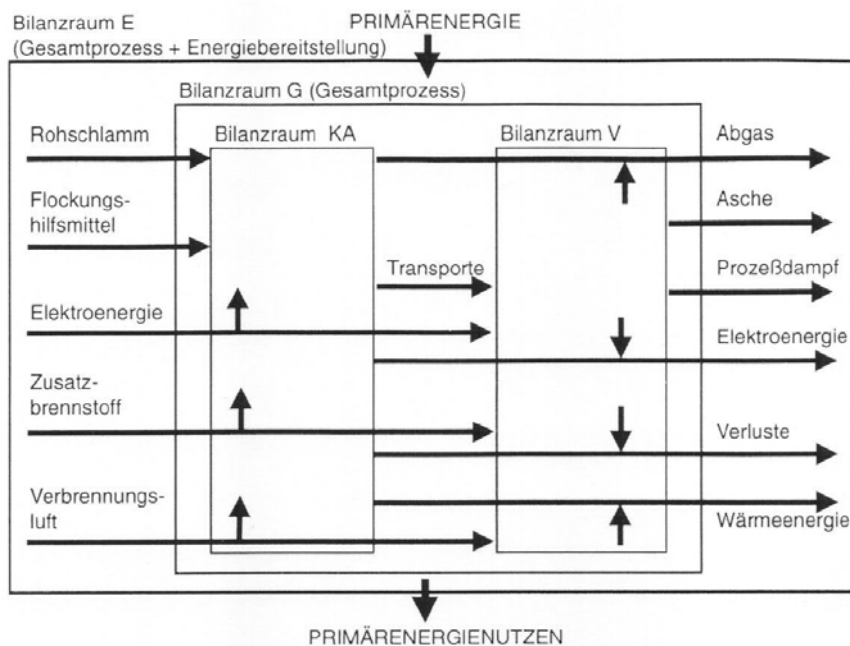 PRIMÄRENERGIE
Bilanzraum E
(Gesamtprozess + Energiebereitstellung)
Bilanzraum G (Gesamtprozess)
Bilanzraum KA
Bilanzraum V
Rohschlamm
Flockungs-
hilfsmittel
Elektroenergie
Zusatz-
brennstoff
Verbrennungs-
luft
Transporte
Abgas
Asche
Prozeßdampf
Elektroenergie
Verluste
Wärmeenergie
PRIMÄRENERGIENUTZEN